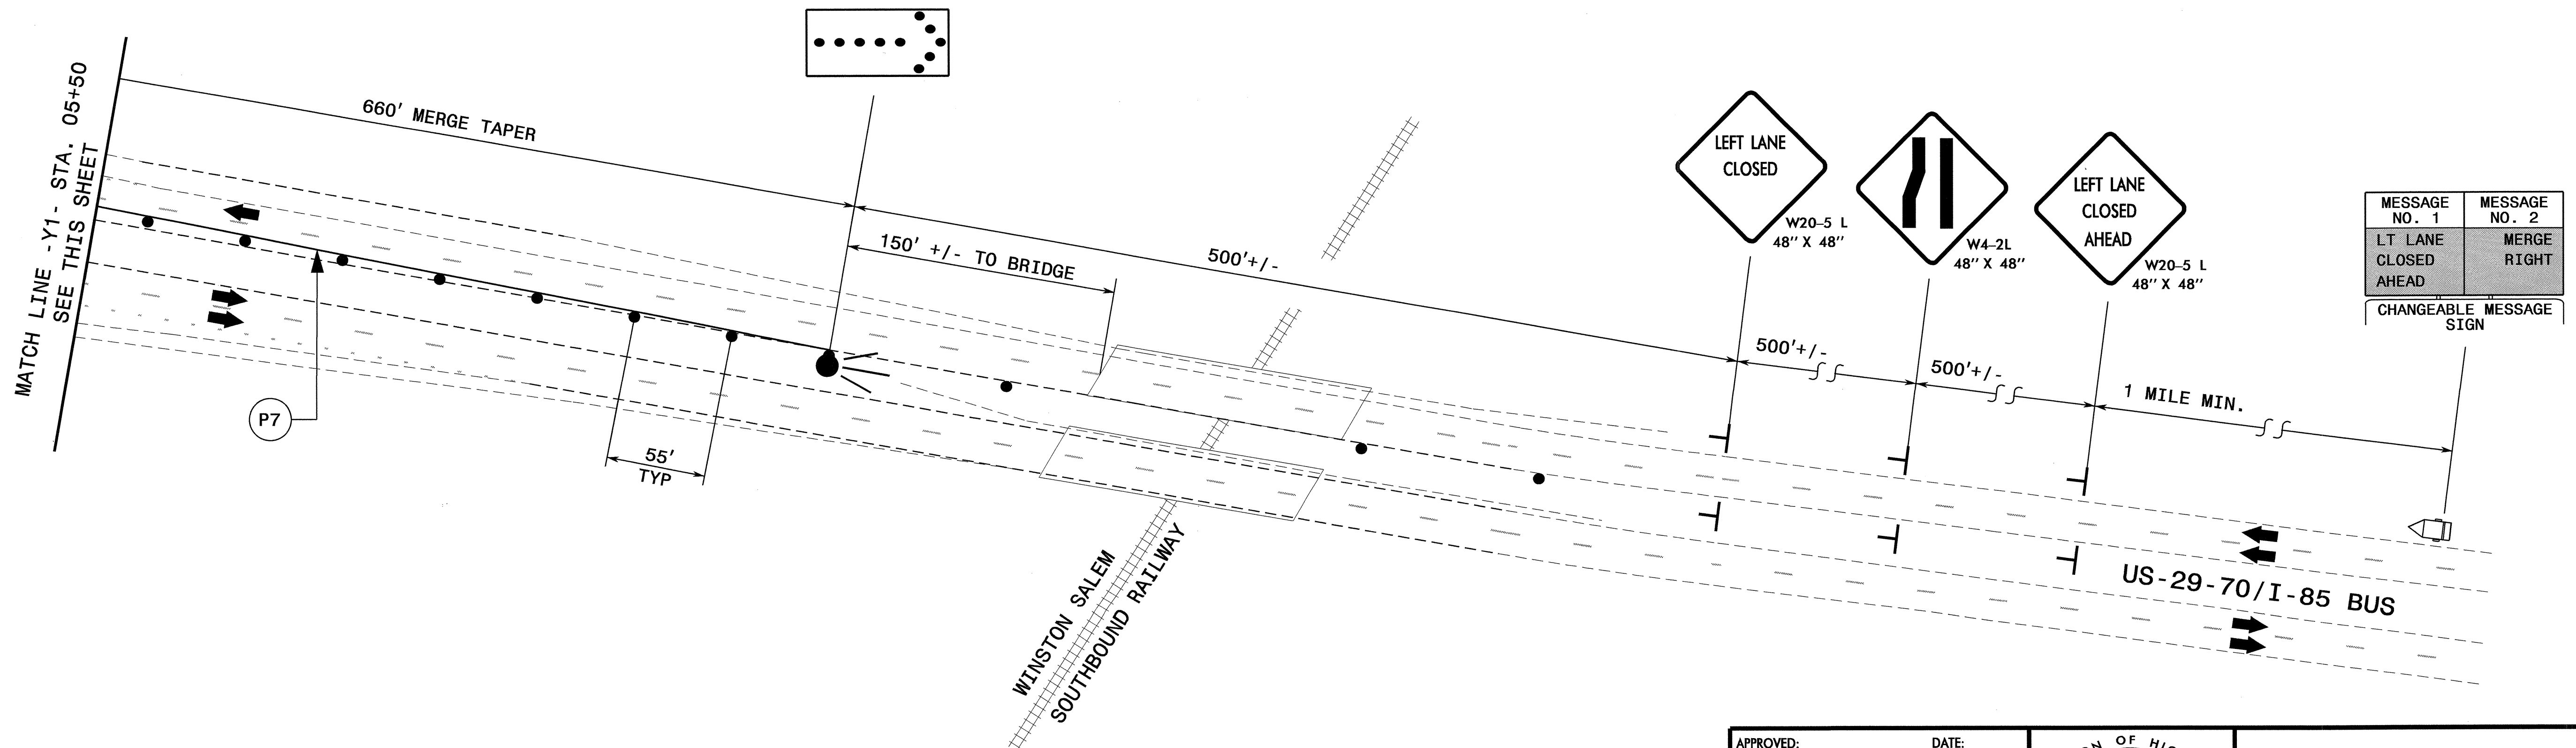 MATCH LINE -Y1- STA. 05+50
SEE THIS SHEET
660' MERGE TAPER
150' +/- TO BRIDGE
500'+/-
P7
55'
TYP
WINSTON SALEM
SOUTHBOUND RAILWAY
LEFT LANE
CLOSED
W20-5 L
48" X 48"
W4-2L
48" X 48"
LEFT LANE
CLOSED
AHEAD
W20-5 L
48" X 48"
500'+/-
500'+/-
1 MILE MIN.
MESSAGE NO. 1
MESSAGE NO. 2
LT LANE
CLOSED
AHEAD
MERGE
RIGHT
CHANGEABLE MESSAGE
SIGN
US-29-70/I-85 BUS
APPROVED:
DATE:
OF